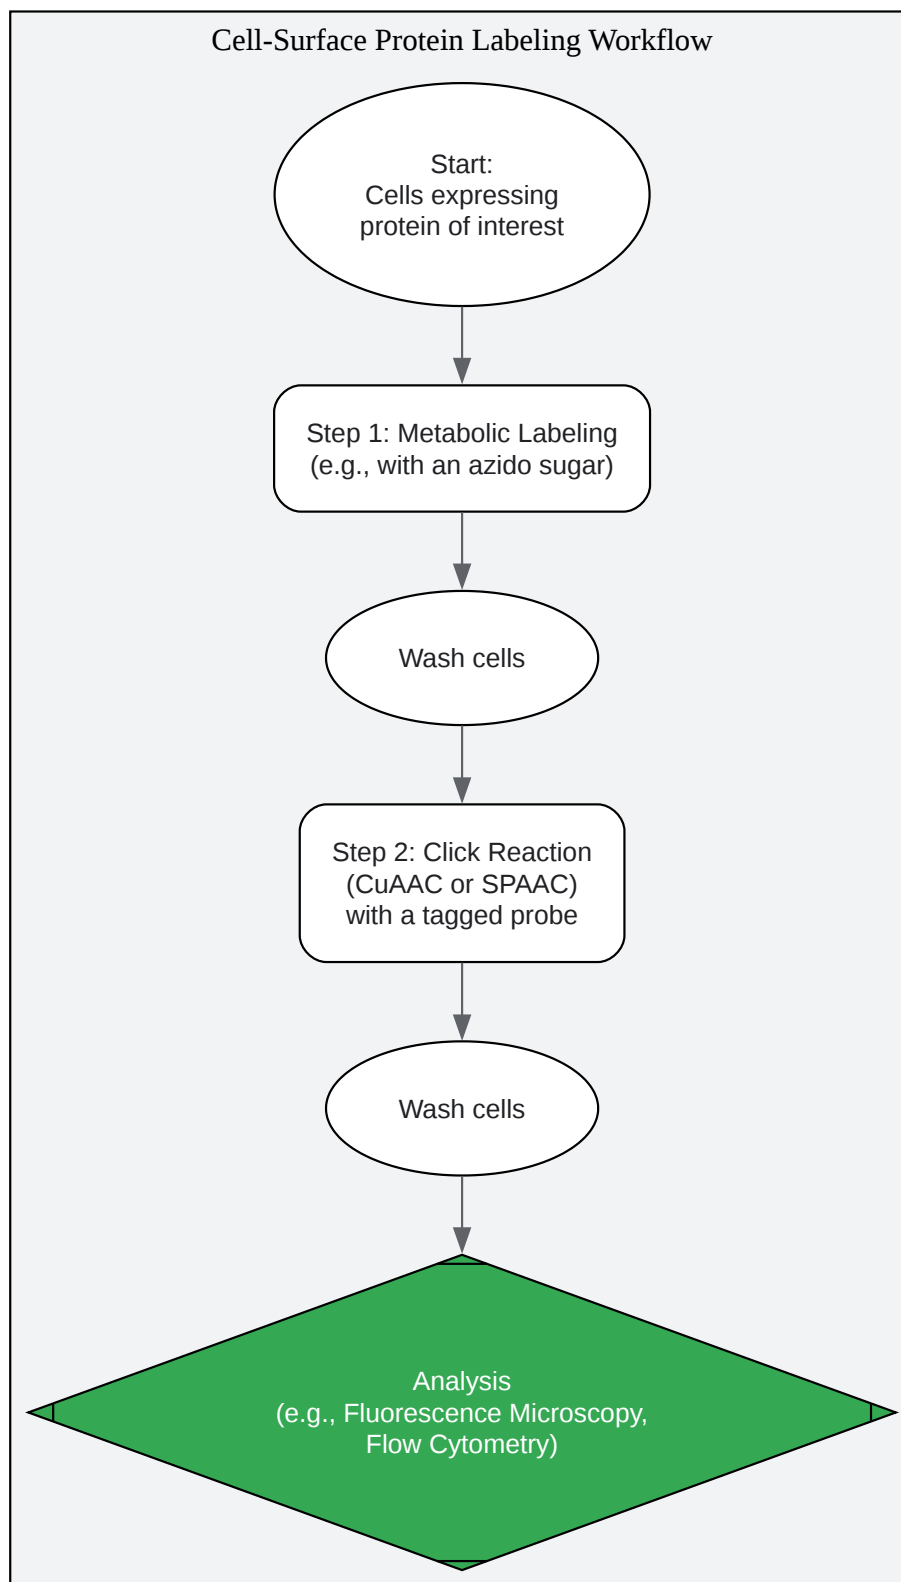 Cell-Surface Protein Labeling Workflow
Start:
Cells expressing
protein of interest
Step 1: Metabolic Labeling
(e.g., with an azido sugar)
Wash cells
Step 2: Click Reaction
(CuAAC or SPAAC)
with a tagged probe
Wash cells
Analysis
(e.g., Fluorescence Microscopy,
Flow Cytometry)